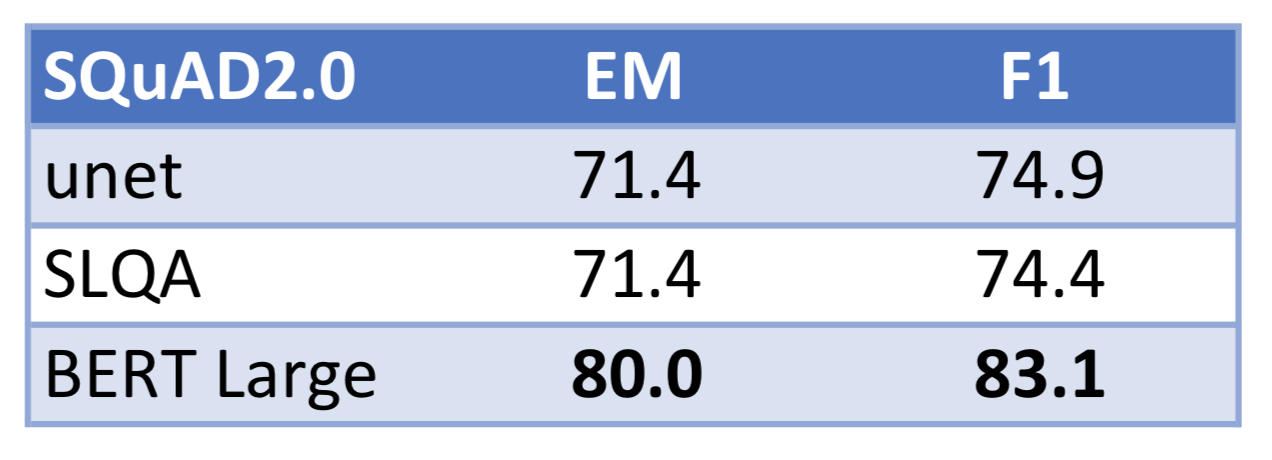 SQuAD2.0 EM F1
unet 71.4 74.9
SLQA 71.4 74.4
BERT Large 80.0 83.1